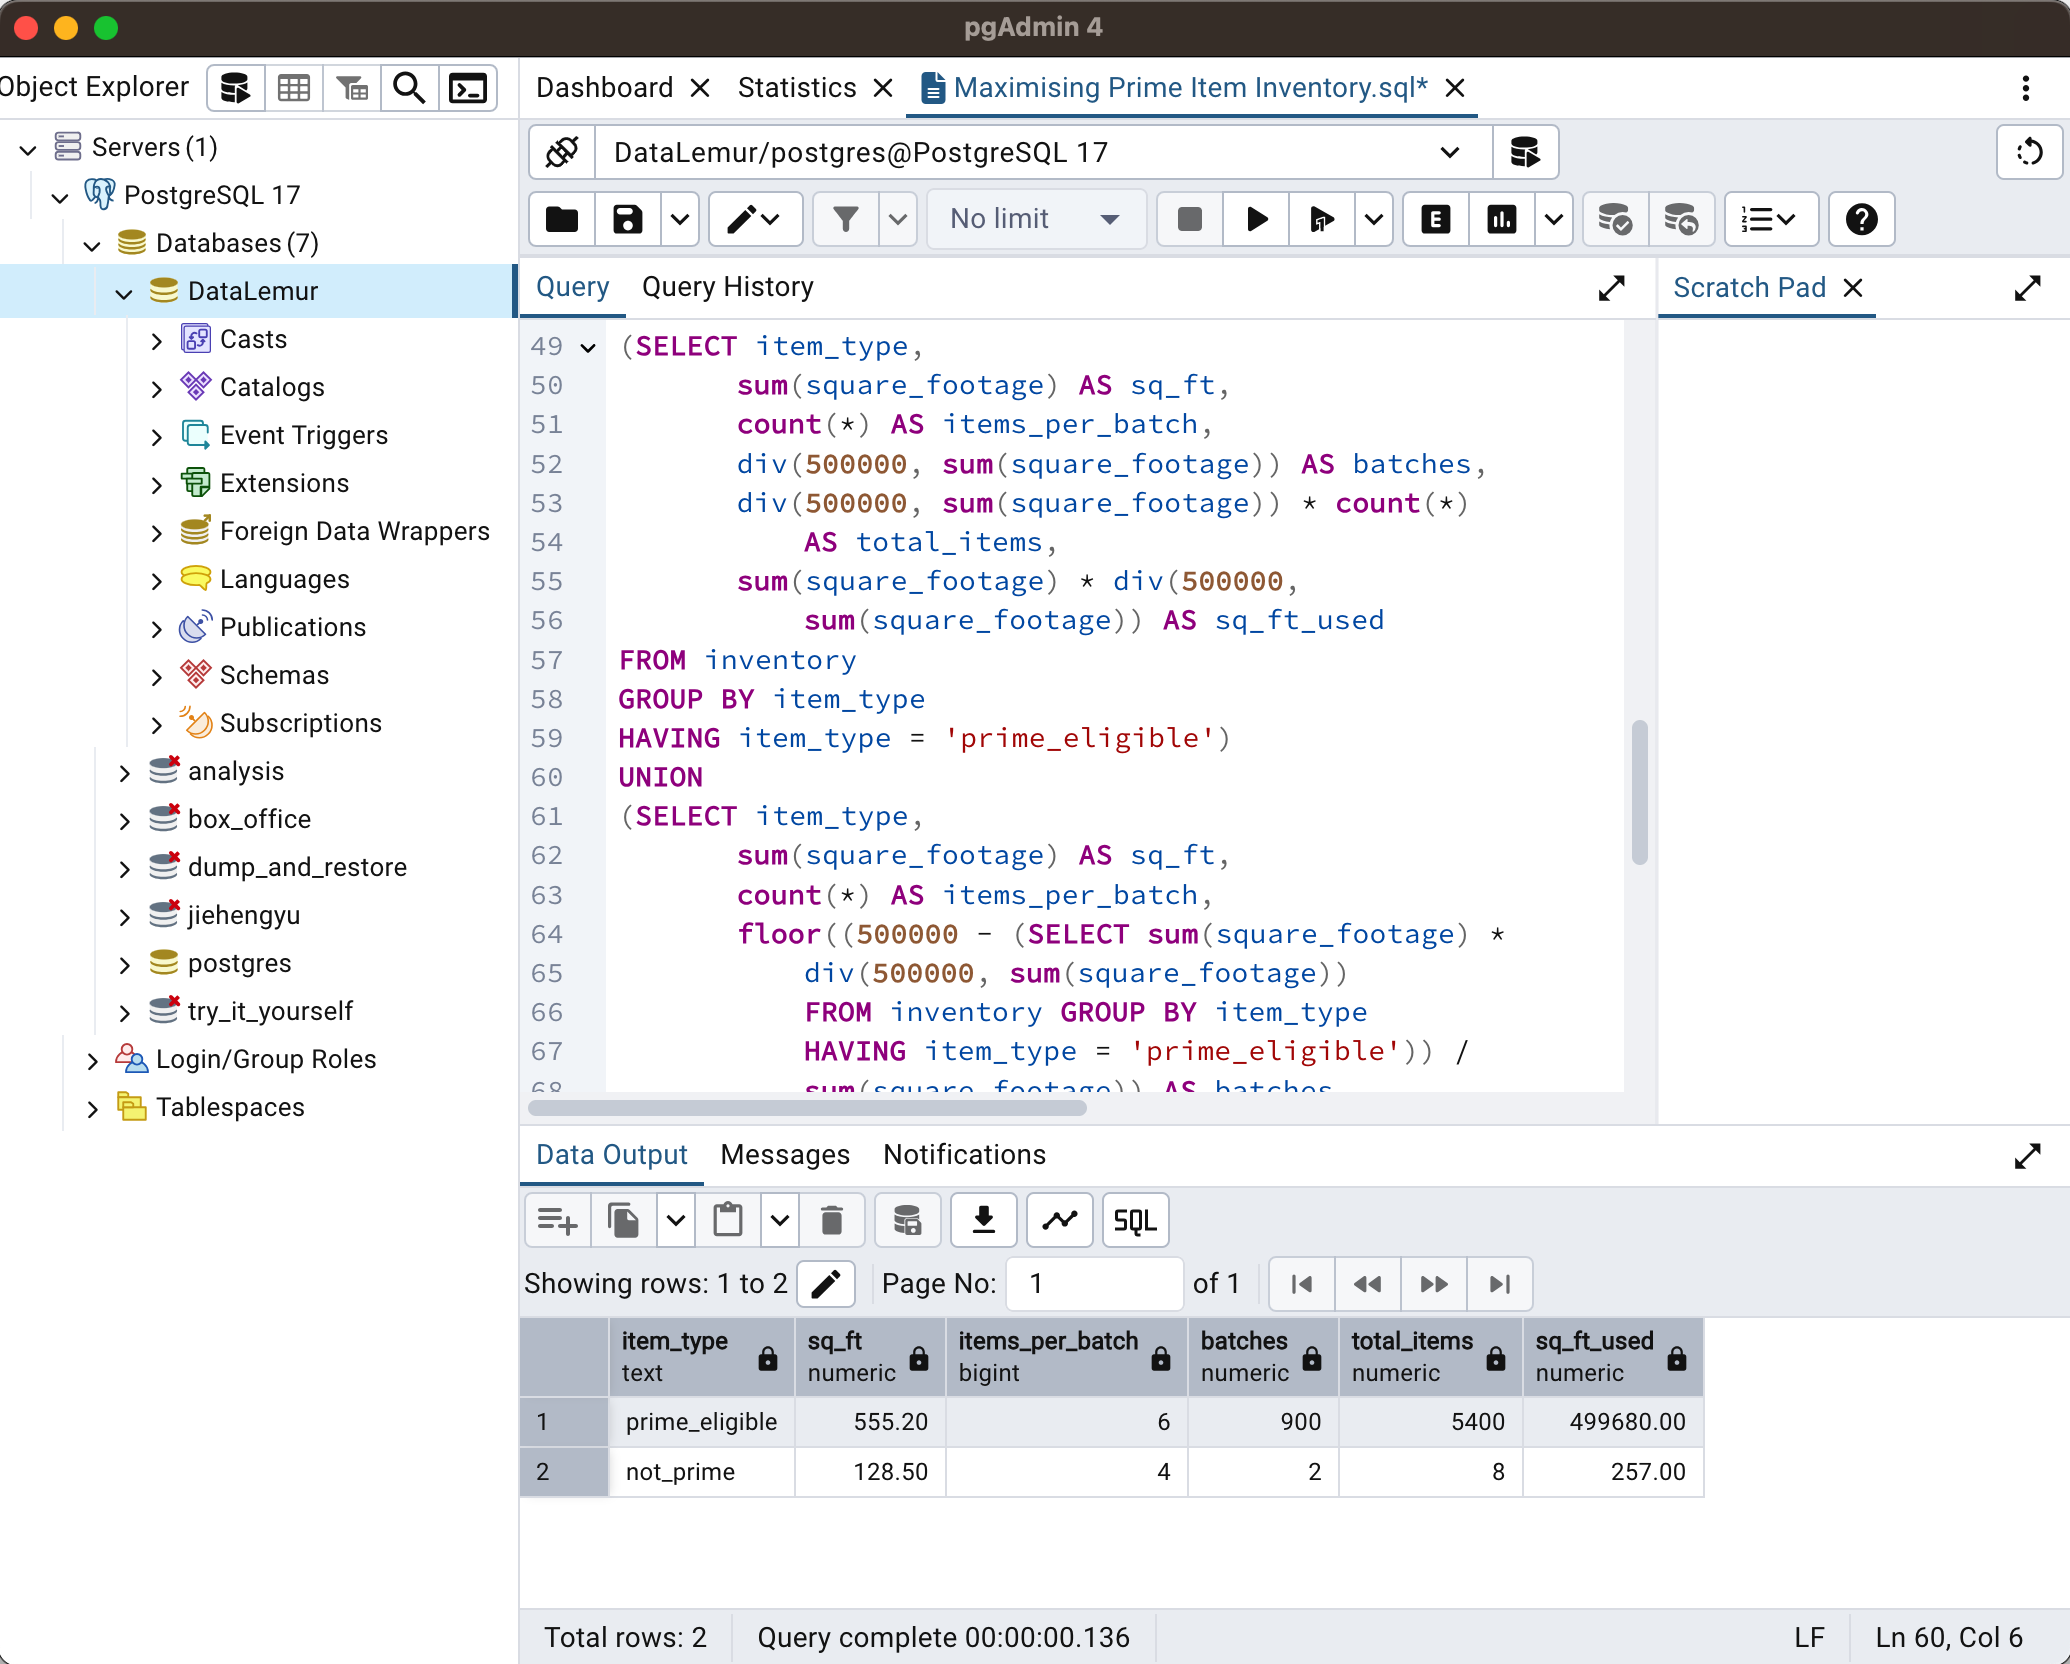 pgAdmin 4
Object Explorer
Dashboard
Statistics
Maximising Prime Item Inventory.sql*
Servers (1)
PostgreSQL 17
Databases (7)
DataLemur
Casts
Catalogs
Event Triggers
Extensions
Foreign Data Wrappers
Languages
Publications
Schemas
Subscriptions
analysis
box_office
dump_and_restore
jiehengyu
postgres
try_it_yourself
Login/Group Roles
Tablespaces
DataLemur/postgres@PostgreSQL 17
No limit
Query
Query History
Scratch Pad
49 (SELECT item_type,
50 sum(square_footage) AS sq_ft,
51 count(*) AS items_per_batch,
52 div(500000, sum(square_footage)) AS batches,
53 div(500000, sum(square_footage)) * count(*)
54 AS total_items,
55 sum(square_footage) * div(500000,
56 sum(square_footage)) AS sq_ft_used
57 FROM inventory
58 GROUP BY item_type
59 HAVING item_type = 'prime_eligible')
60 UNION
61 (SELECT item_type,
62 sum(square_footage) AS sq_ft,
63 count(*) AS items_per_batch,
64 floor((500000 - (SELECT sum(square_footage) *
65 div(500000, sum(square_footage))
66 FROM inventory GROUP BY item_type
67 HAVING item_type = 'prime_eligible')) /
68 sum(square_footage)) AS batches
Data Output
Messages
Notifications
SQL
Showing rows: 1 to 2
Page No: 1 of 1
item_type text
sq_ft numeric
items_per_batch bigint
batches numeric
total_items numeric
sq_ft_used numeric
1 prime_eligible 555.20 6 900 5400 499680.00
2 not_prime 128.50 4 2 8 257.00
Total rows: 2
Query complete 00:00:00.136
LF
Ln 60, Col 6